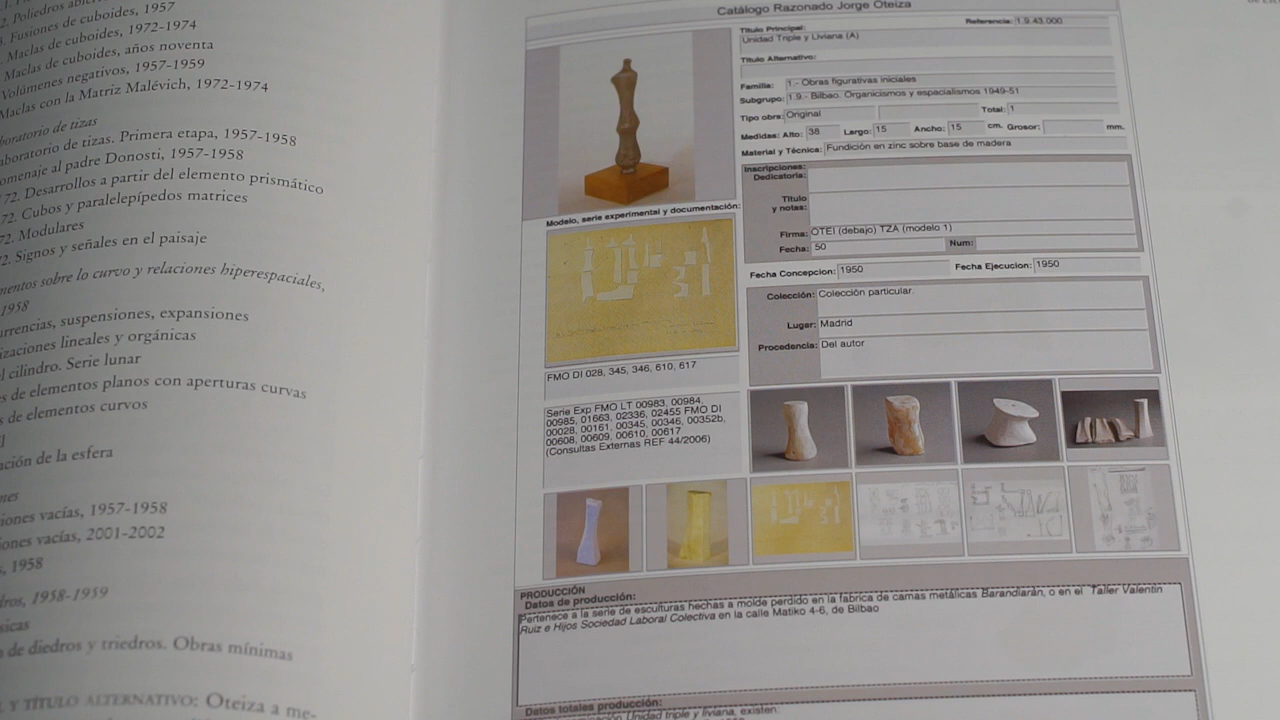 2. Poliedros
Fusiones de cuboides, 1957
Maclas de cuboides, 1972-1974
Maclas de cuboides, años noventa
Volúmenes negativos, 1957-1959
Maclas con la Matriz Malévich, 1972-1974
boratorio de tizas
aboratorio de tizas. Primera etapa, 1957-1958
omenaje al padre Donosti, 1957-1958
72. Desarrollos a partir del elemento prismático
72. Cubos y paralelepípedos matrices
72. Modulares
2. Signos y señales en el paisaje
mentos sobre lo curvo y relaciones hiperespaciales,
1958
urrencias, suspensiones, expansiones
izaciones lineales y orgánicas
l cilindro. Serie lunar
es de elementos planos con aperturas curvas
s de elementos curvos
ación de la esfera
nes
iones vacías, 1957-1958
iones vacías, 2001-2002
s, 1958
dros, 1958-1959
sicas
n de diedros y triedros. Obras mínimas
Y TÍTULO ALTERNATIVO: Oteiza a me-
Catálogo Razonado Jorge Oteiza
Referencia: 1.9.43.000
Título Principal:
Unidad Triple y Liviana (A)
Título Alternativo:
Familia: 1.- Obras figurativas iniciales
Subgrupo: 1.9.- Bilbao. Organicismos y espacialismos 1949-51
Tipo obra: Original Total: 1
Medidas: Alto: 38 Largo: 15 Ancho: 15 cm. Grosor: mm.
Material y Técnica: Fundición en zinc sobre base de madera
Inscripciones:
Dedicatoria:
Título
y notas:
Firma: OTEI (debajo) TZA (modelo 1)
Fecha: 50 Num:
Fecha Concepcion: 1950 Fecha Ejecucion: 1950
Colección: Colección particular.
Lugar: Madrid
Procedencia: Del autor
Modelo, serie experimental y documentación:
FMO DI 028, 345, 346, 610, 617
Serie Exp FMO LT 00983, 00984,
00985, 01663, 02336, 02455 FMO DI
00028, 00161, 00345, 00346, 00352b,
00608, 00609, 00610, 00617
(Consultas Externas REF 44/2006)
PRODUCCIÓN
Datos de producción:
Pertenece a la serie de esculturas hechas a molde perdido en la fabrica de camas metálicas Barandiarán, o en el Taller Valentin
Ruiz e Hijos Sociedad Laboral Colectiva en la calle Matiko 4-6, de Bilbao
Datos totales producción:
Unidad triple y liviana, existen: